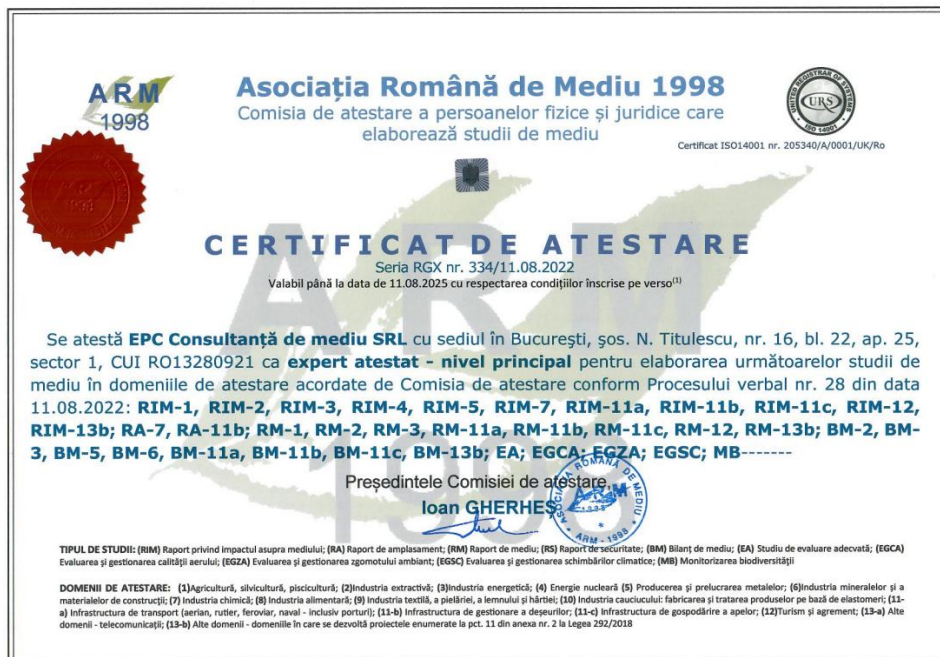 ARM
1998
Asociația Română de Mediu 1998
Comisia de atestare a persoanelor fizice și juridice care
elaborează studii de mediu
UNITED REGISTRAR OF SYSTEMS
URS
ISO 14001
Certificat ISO14001 nr. 205340/A/0001/UK/Ro
CERTIFICAT DE ATESTARE
Seria RGX nr. 334/11.08.2022
Valabil până la data de 11.08.2025 cu respectarea condițiilor înscrise pe verso(1)
Se atestă EPC Consultanță de mediu SRL cu sediul în București, șos. N. Titulescu, nr. 16, bl. 22, ap. 25,
sector 1, CUI RO13280921 ca expert atestat - nivel principal pentru elaborarea următoarelor studii de
mediu în domeniile de atestare acordate de Comisia de atestare conform Procesului verbal nr. 28 din data
11.08.2022: RIM-1, RIM-2, RIM-3, RIM-4, RIM-5, RIM-7, RIM-11a, RIM-11b, RIM-11c, RIM-12,
RIM-13b; RA-7, RA-11b; RM-1, RM-2, RM-3, RM-11a, RM-11b, RM-11c, RM-12, RM-13b; BM-2, BM-
3, BM-5, BM-6, BM-11a, BM-11b, BM-11c, BM-13b; EA; EGCA; EGZA; EGSC; MB-------
Președintele Comisiei de atestare,
Ioan GHERHEȘ
ASOCIAȚIA ROMÂNĂ DE MEDIU
ARM
1998
ARM - 1998
ARM
1998
TIPUL DE STUDII: (RIM) Raport privind impactul asupra mediului; (RA) Raport de amplasament; (RM) Raport de mediu; (RS) Raport de securitate; (BM) Bilanț de mediu; (EA) Studiu de evaluare adecvată; (EGCA)
Evaluarea și gestionarea calității aerului; (EGZA) Evaluarea și gestionarea zgomotului ambiant; (EGSC) Evaluarea și gestionarea schimbărilor climatice; (MB) Monitorizarea biodiversității
DOMENII DE ATESTARE: (1)Agricultură, silvicultură, piscicultură; (2)Industria extractivă; (3)Industria energetică; (4) Energie nucleară (5) Producerea și prelucrarea metalelor; (6)Industria mineralelor și a
materialelor de construcții; (7) Industria chimică; (8) Industria alimentară; (9) Industria textilă, a pielăriei, a lemnului și hârtiei; (10) Industria cauciucului: fabricarea și tratarea produselor pe bază de elastomeri; (11-
a) Infrastructura de transport (aerian, rutier, feroviar, naval - inclusiv porturi); (11-b) Infrastructura de gestionare a deșeurilor; (11-c) Infrastructura de gospodărire a apelor; (12)Turism și agrement; (13-a) Alte
domenii - telecomunicații; (13-b) Alte domenii - domeniile în care se dezvoltă proiectele enumerate la pct. 11 din anexa nr. 2 la Legea 292/2018